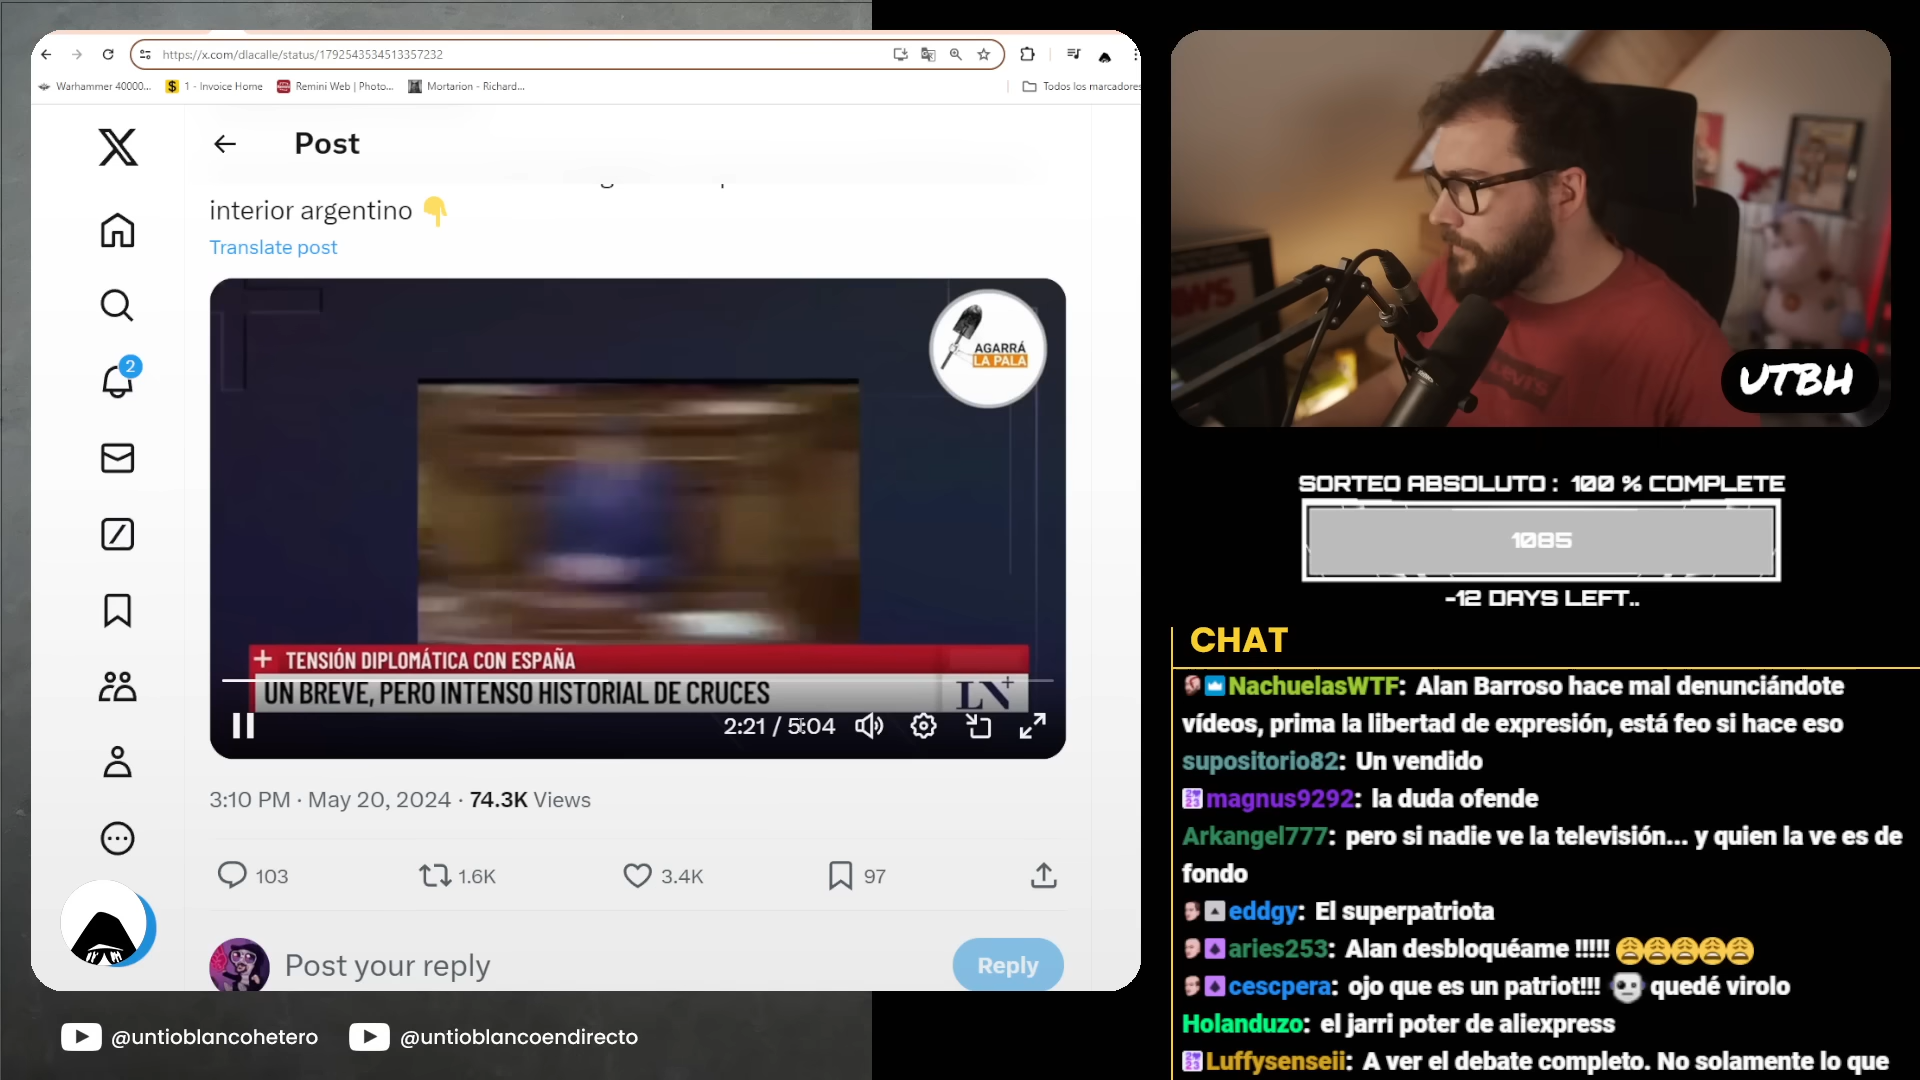 https://x.com/dlacalle/status/1792543534513357232
Warhammer 40000...
1 - Invoice Home
Remini Web | Photo...
Mortarion - Richard...
Todos los marcadores
Post
interior argentino
Translate post
2
AGARRÁ
LA PALA
TENSIÓN DIPLOMÁTICA CON ESPAÑA
UN BREVE, PERO INTENSO HISTORIAL DE CRUCES
LN+
2:21 / 5:04
3:10 PM · May 20, 2024 · 74.3K Views
103
1.6K
3.4K
97
Post your reply
Reply
@untioblancohetero
@untioblancoendirecto
UTBH
SORTEO ABSOLUTO : 100 % COMPLETE
1085
-12 DAYS LEFT..
CHAT
NachuelasWTF: Alan Barroso hace mal denunciándote
vídeos, prima la libertad de expresión, está feo si hace eso
supositorio82: Un vendido
magnus9292: la duda ofende
Arkangel777: pero si nadie ve la televisión... y quien la ve es de
fondo
eddgy: El superpatriota
aries253: Alan desbloquéame !!!!!
cescpera: ojo que es un patriot!!! quedé virolo
Holanduzo: el jarri poter de aliexpress
Luffysenseii: A ver el debate completo. No solamente lo que